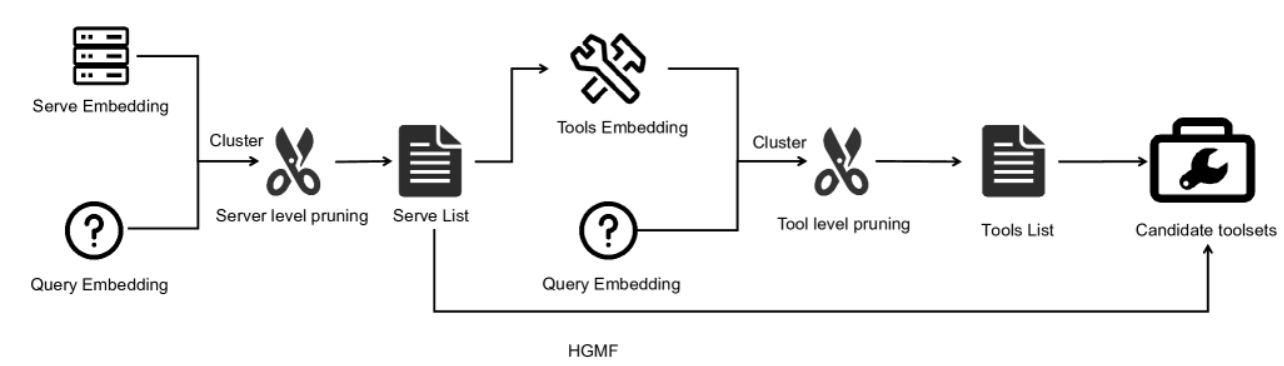 Serve Embedding
Cluster
Server level pruning
Query Embedding
Serve List
Tools Embedding
Cluster
Tool level pruning
Query Embedding
Tools List
Candidate toolsets
HGMF